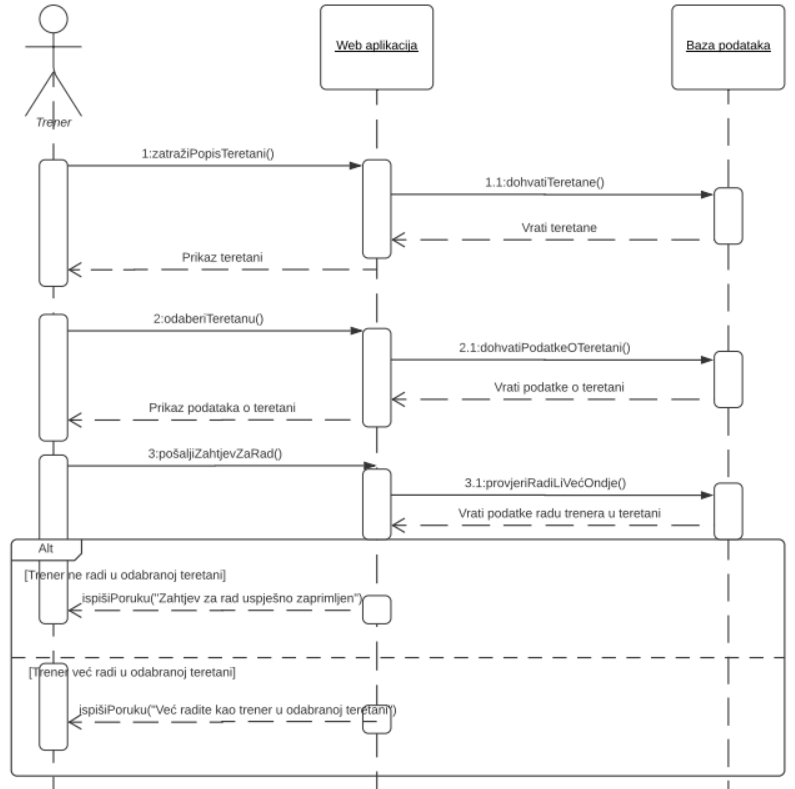 Web aplikacija
Baza podataka
Trener
1:zatražiPopisTeretani()
1.1:dohvatiTeretane()
Vrati teretane
Prikaz teretani
2:odaberiTeretanu()
2.1:dohvatiPodatkeOTeretani()
Vrati podatke o teretani
Prikaz podataka o teretani
3:pošaljiZahtjevZaRad()
3.1:provjeriRadiLiVećOndje()
Vrati podatke radu trenera u teretani
Alt
[Trener ne radi u odabranoj teretani]
ispišiPoruku("Zahtjev za rad uspješno zaprimljen")
[Trener već radi u odabranoj teretani]
ispišiPoruku("Već radite kao trener u odabranoj teretani")